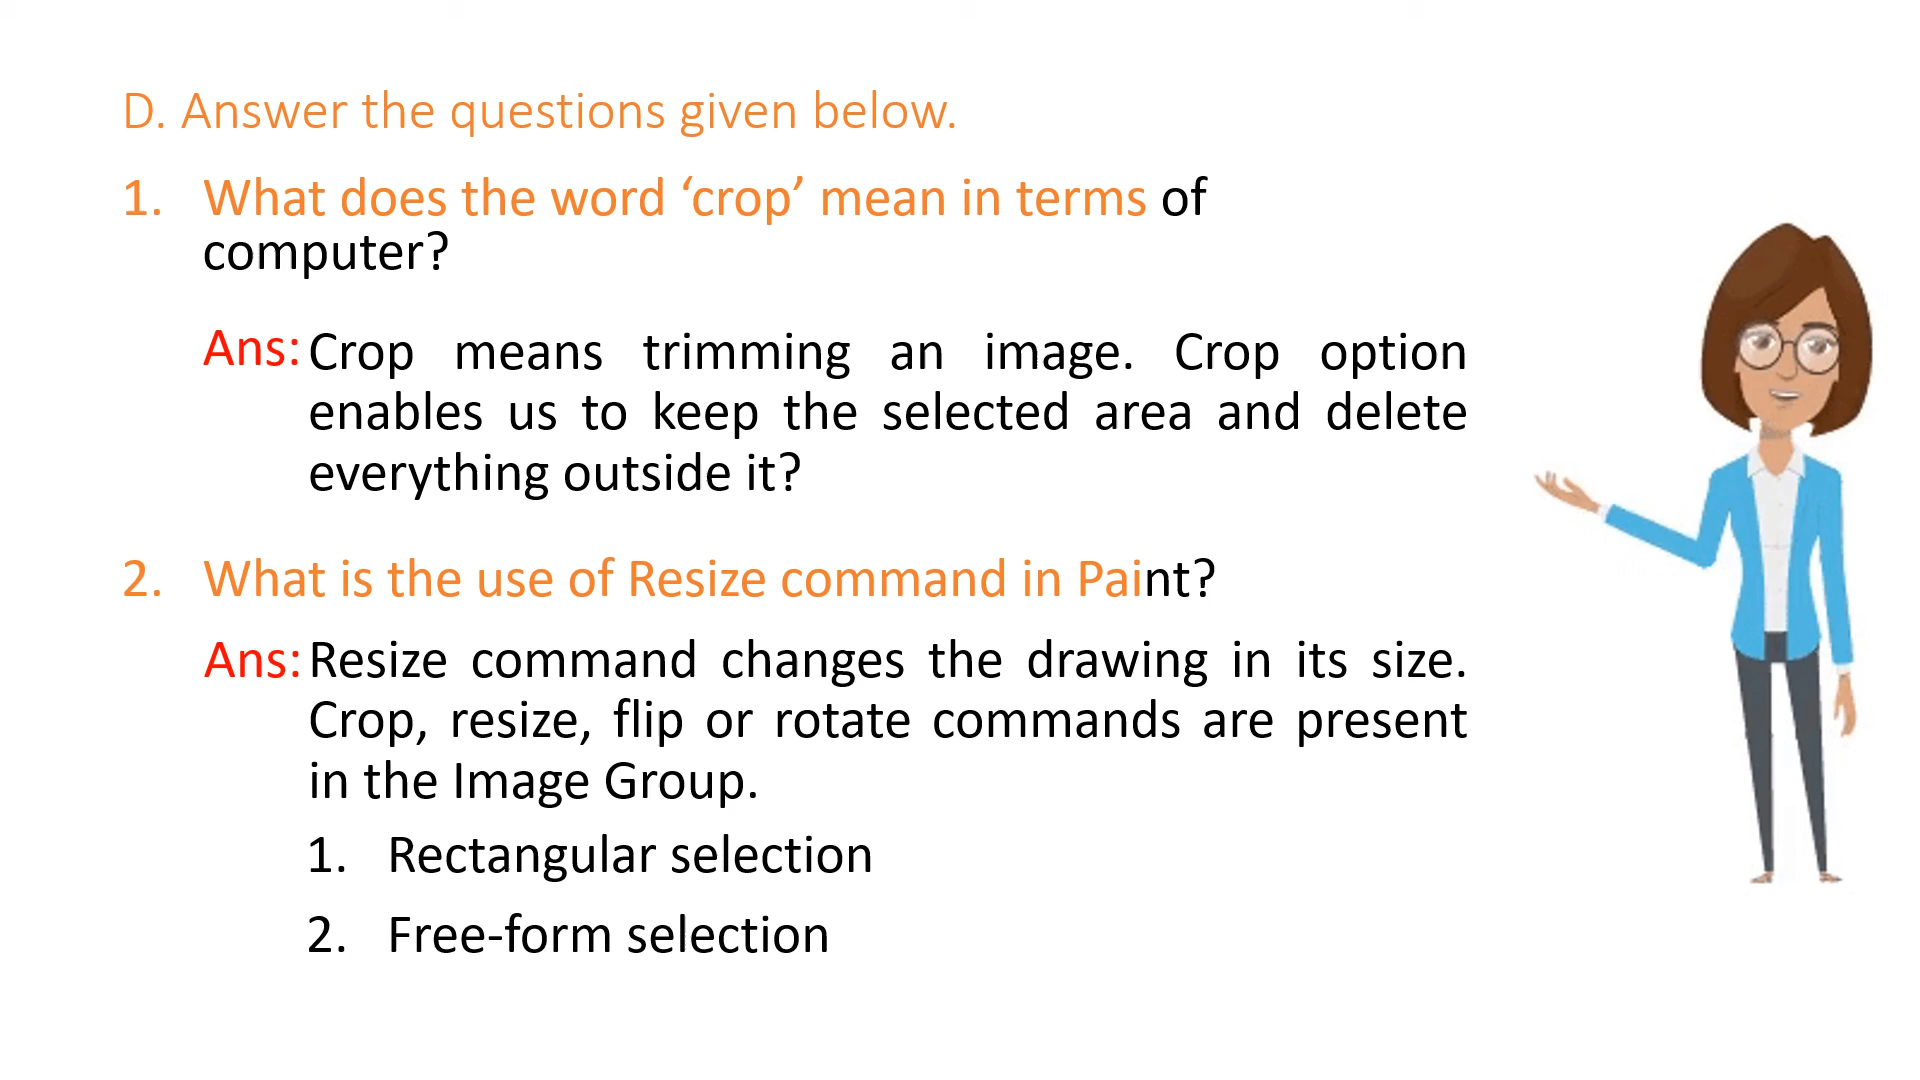 D. Answer the questions given below.
1. What does the word ‘crop’ mean in terms of
computer?
Ans: Crop means trimming an image. Crop option
enables us to keep the selected area and delete
everything outside it?
2. What is the use of Resize command in Paint?
Ans: Resize command changes the drawing in its size.
Crop, resize, flip or rotate commands are present
in the Image Group.
1. Rectangular selection
2. Free-form selection